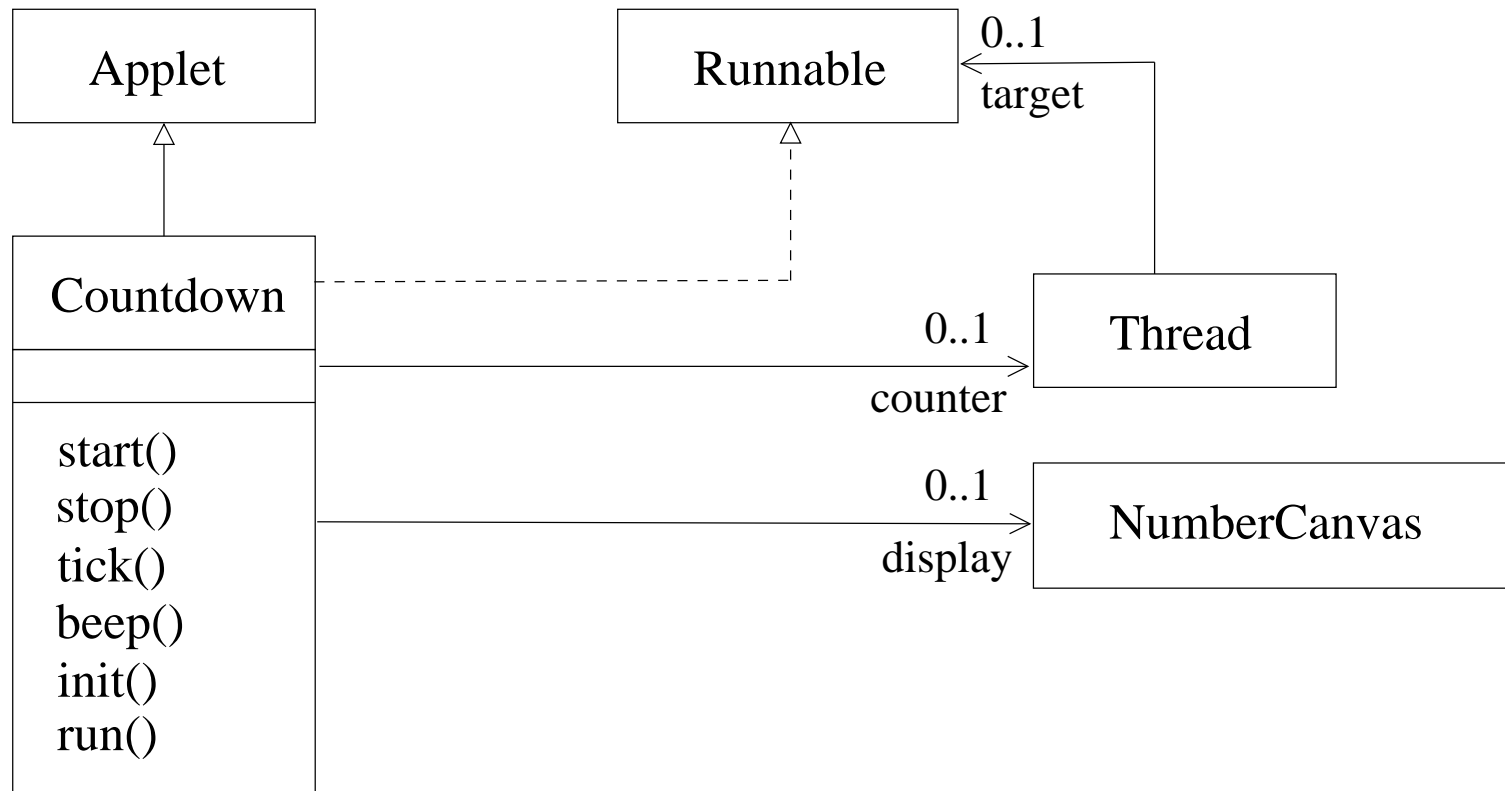 Applet
Runnable
0..1
target
Countdown
Thread
0..1
counter
start()
stop()
tick()
beep()
init()
run()
0..1
display
NumberCanvas